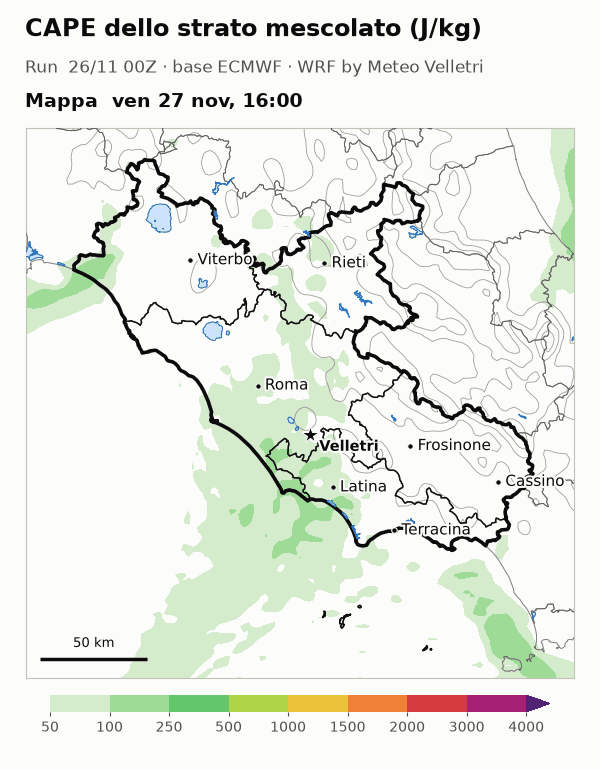 CAPE dello strato mescolato (J/kg)
Run  26/11 00Z · base ECMWF · WRF by Meteo Velletri
Mappa  ven 27 nov, 16:00
Viterbo
Rieti
Roma
Velletri
Frosinone
Cassino
Latina
Terracina
50 km
50 100 250 500 1000 1500 2000 3000 4000